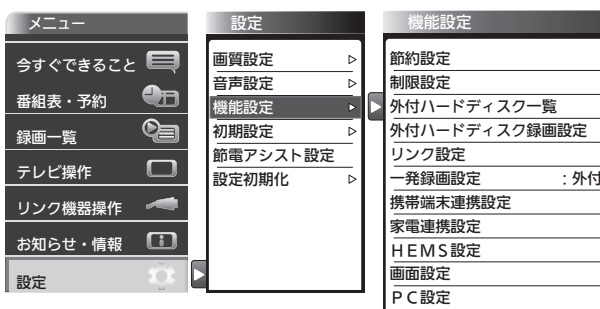 メニュー
今すぐできること
番組表・予約
録画一覧
テレビ操作
リンク機器操作
お知らせ・情報
設定
設定
画質設定
音声設定
機能設定
初期設定
節電アシスト設定
設定初期化
機能設定
節約設定
制限設定
外付ハードディスク一覧
外付ハードディスク録画設定
リンク設定
一発録画設定 : 外付
携帯端末連携設定
家電連携設定
HEMS設定
画面設定
PC設定